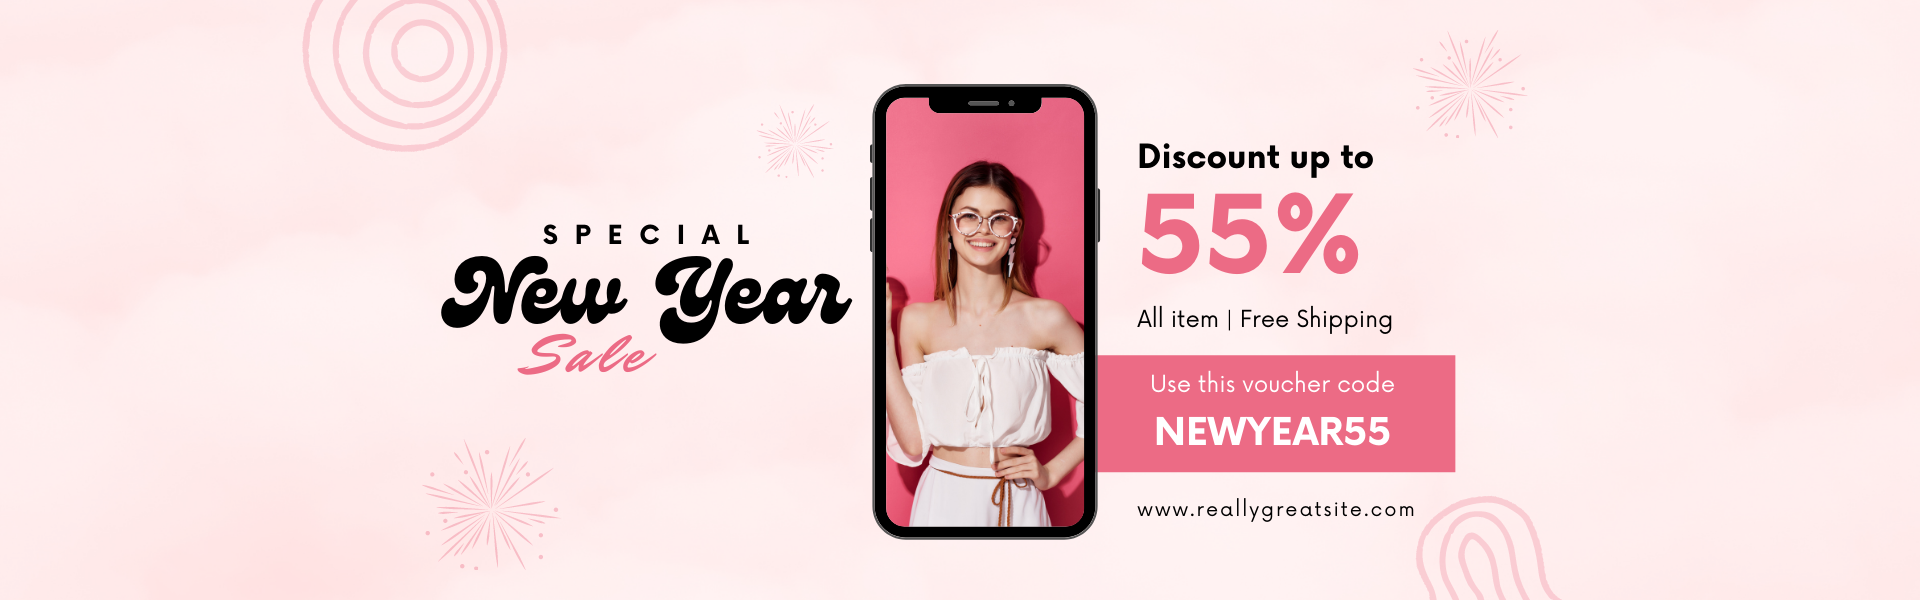 SPECIAL
New Year
Sale
Discount up to
55%
All item | Free Shipping
Use this voucher code
NEWYEAR55
www.reallygreatsite.com